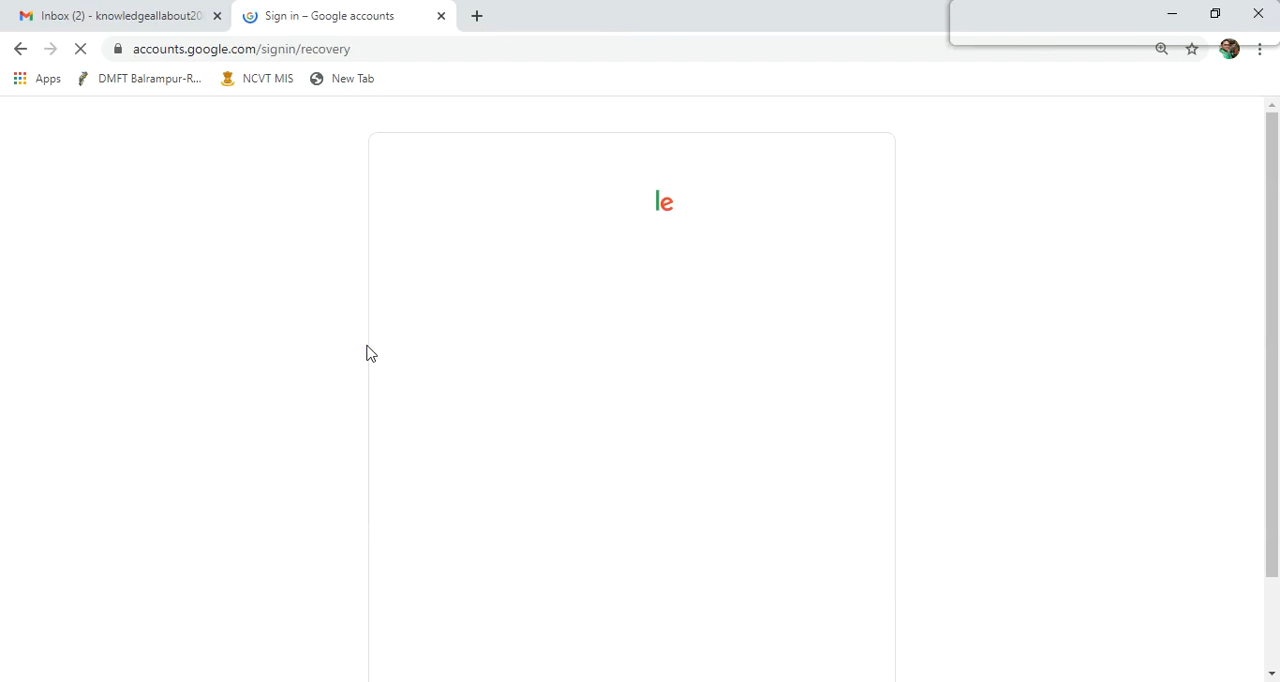 Inbox (2) - knowledgeallabout20
Sign in – Google accounts
accounts.google.com/signin/recovery
Apps
DMFT Balrampur-R...
NCVT MIS
New Tab
le